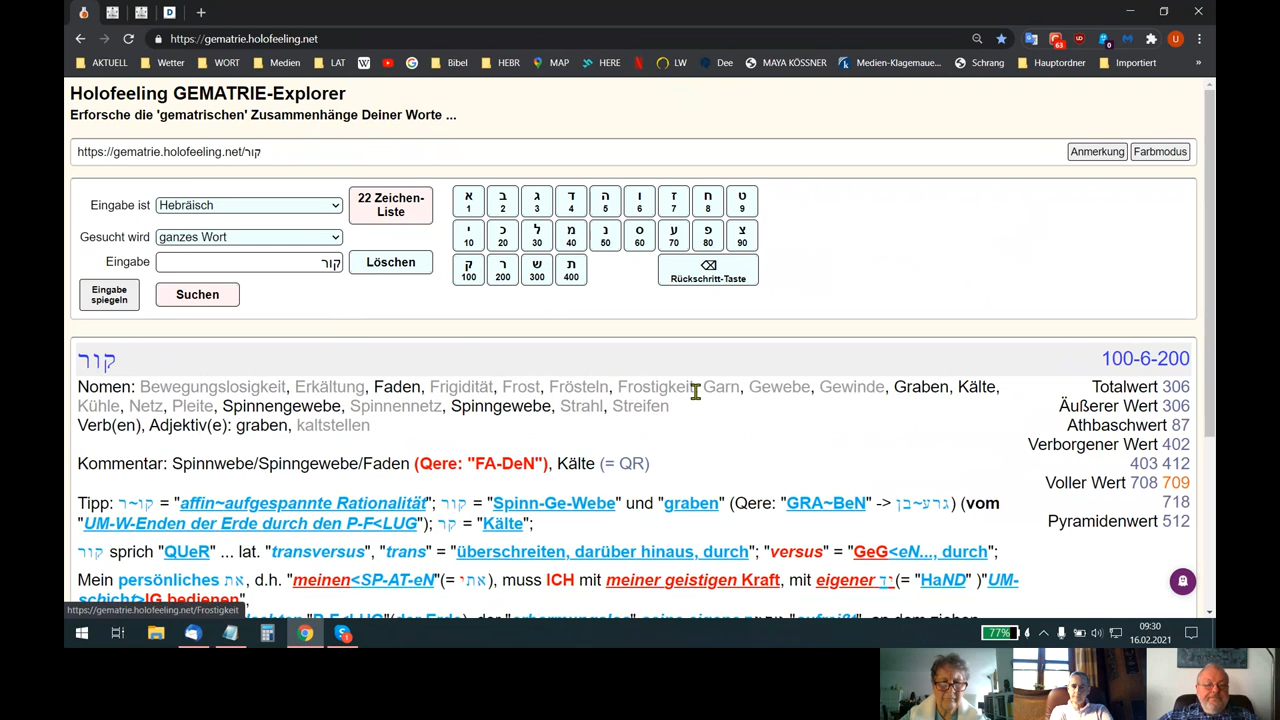 https://gematrie.holofeeling.net
AKTUELL Wetter WORT Medien LAT Bibel HEBR MAP HERE LW Dee MAYA KÖSSNER Medien-Klagemaue... Schrang Hauptordner Importiert »
Holofeeling GEMATRIE-Explorer
Erforsche die 'gematrischen' Zusammenhänge Deiner Worte ...
https://gematrie.holofeeling.net/קור Anmerkung Farbmodus
Eingabe ist Hebräisch 22 Zeichen-Liste
Gesucht wird ganzes Wort
Eingabe קור Löschen
Eingabe spiegeln Suchen
א ב ג ד ה ו ז ח ט
1 2 3 4 5 6 7 8 9
י כ ל מ נ ס ע פ צ
10 20 30 40 50 60 70 80 90
ק ר ש ת ⌫
100 200 300 400 Rückschritt-Taste
קור 100-6-200
Nomen: Bewegungslosigkeit, Erkältung, Faden, Frigidität, Frost, Frösteln, Frostigkeit, Garn, Gewebe, Gewinde, Graben, Kälte, Totalwert 306
Kühle, Netz, Pleite, Spinnengewebe, Spinnennetz, Spinngewebe, Strahl, Streifen Äußerer Wert 306
Verb(en), Adjektiv(e): graben, kaltstellen Athbaschwert 87
Verborgener Wert 402
Kommentar: Spinnwebe/Spinngewebe/Faden (Qere: "FA-DeN"), Kälte (= QR) 403 412
Voller Wert 708 709
718
Pyramidenwert 512
Tipp: קו~ר = "affin~aufgespannte Rationalität"; קור = "Spinn-Ge-Webe" und "graben" (Qere: "GRA~BeN" -> גרע~בן) (vom
"UM-W-Enden der Erde durch den P-F<LUG"); קר = "Kälte";
קור sprich "QUeR" ... lat. "transversus", "trans" = "überschreiten, darüber hinaus, durch"; "versus" = "GeG<eN..., durch";
Mein persönliches את, d.h. "meinen<SP-AT-eN"(= אתי), muss ICH mit meiner geistigen Kraft, mit eigener יד(= "HaND" )"UM-
schicht>IG bedienen",
https://gematrie.holofeeling.net/Frostigkeit
77% 09:30
16.02.2021